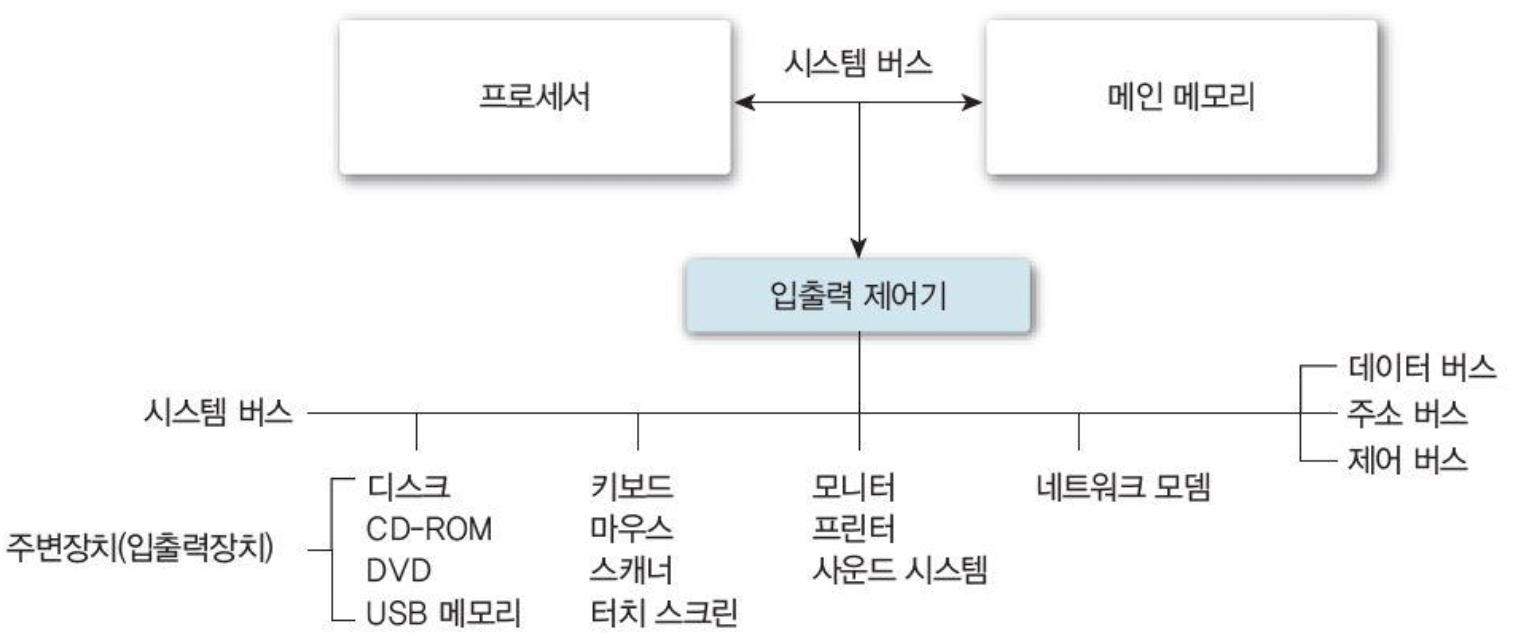 프로세서
시스템 버스
메인 메모리
입출력 제어기
시스템 버스
데이터 버스
주소 버스
제어 버스
주변장치(입출력장치)
디스크
CD-ROM
DVD
USB 메모리
키보드
마우스
스캐너
터치 스크린
모니터
프린터
사운드 시스템
네트워크 모뎀